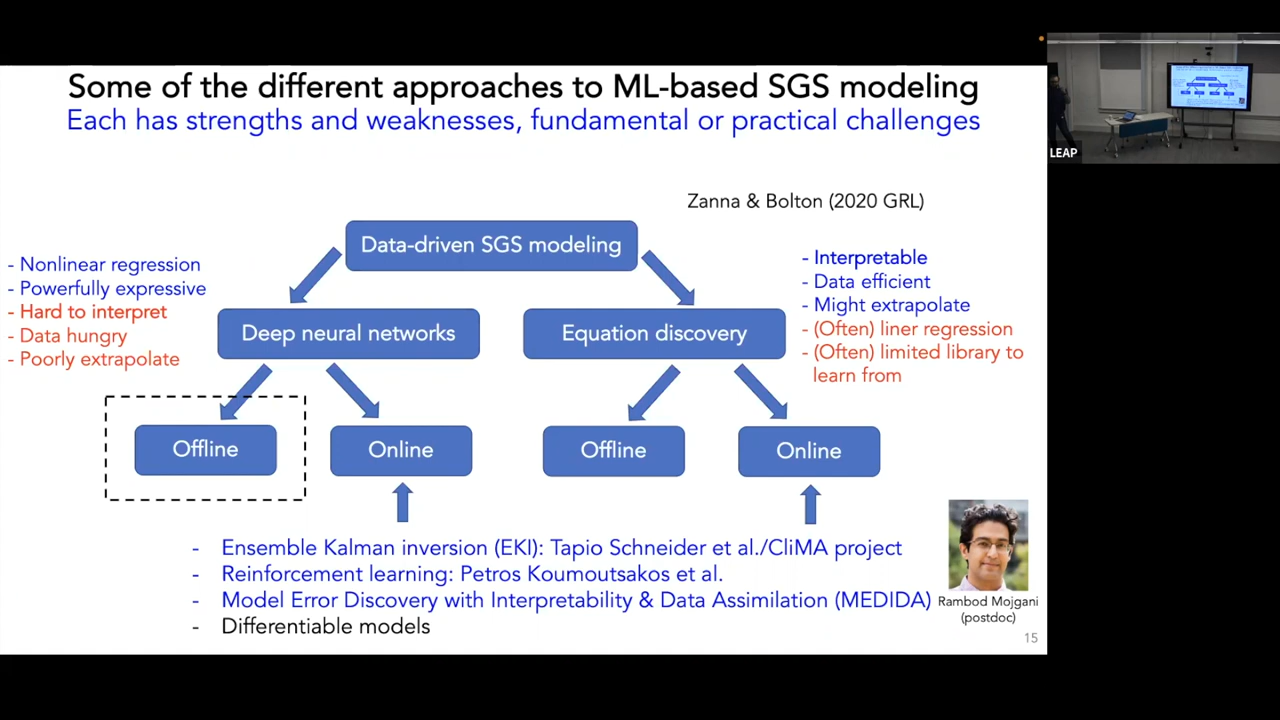 Some of the different approaches to ML-based SGS modeling
Each has strengths and weaknesses, fundamental or practical challenges
LEAP
Zanna & Bolton (2020 GRL)
Data-driven SGS modeling
- Nonlinear regression
- Powerfully expressive
- Hard to interpret
- Data hungry
- Poorly extrapolate
Deep neural networks
Equation discovery
- Interpretable
- Data efficient
- Might extrapolate
- (Often) liner regression
- (Often) limited library to
learn from
Offline
Online
Offline
Online
- Ensemble Kalman inversion (EKI): Tapio Schneider et al./CliMA project
- Reinforcement learning: Petros Koumoutsakos et al.
- Model Error Discovery with Interpretability & Data Assimilation (MEDIDA)
- Differentiable models
Rambod Mojgani
(postdoc)
15